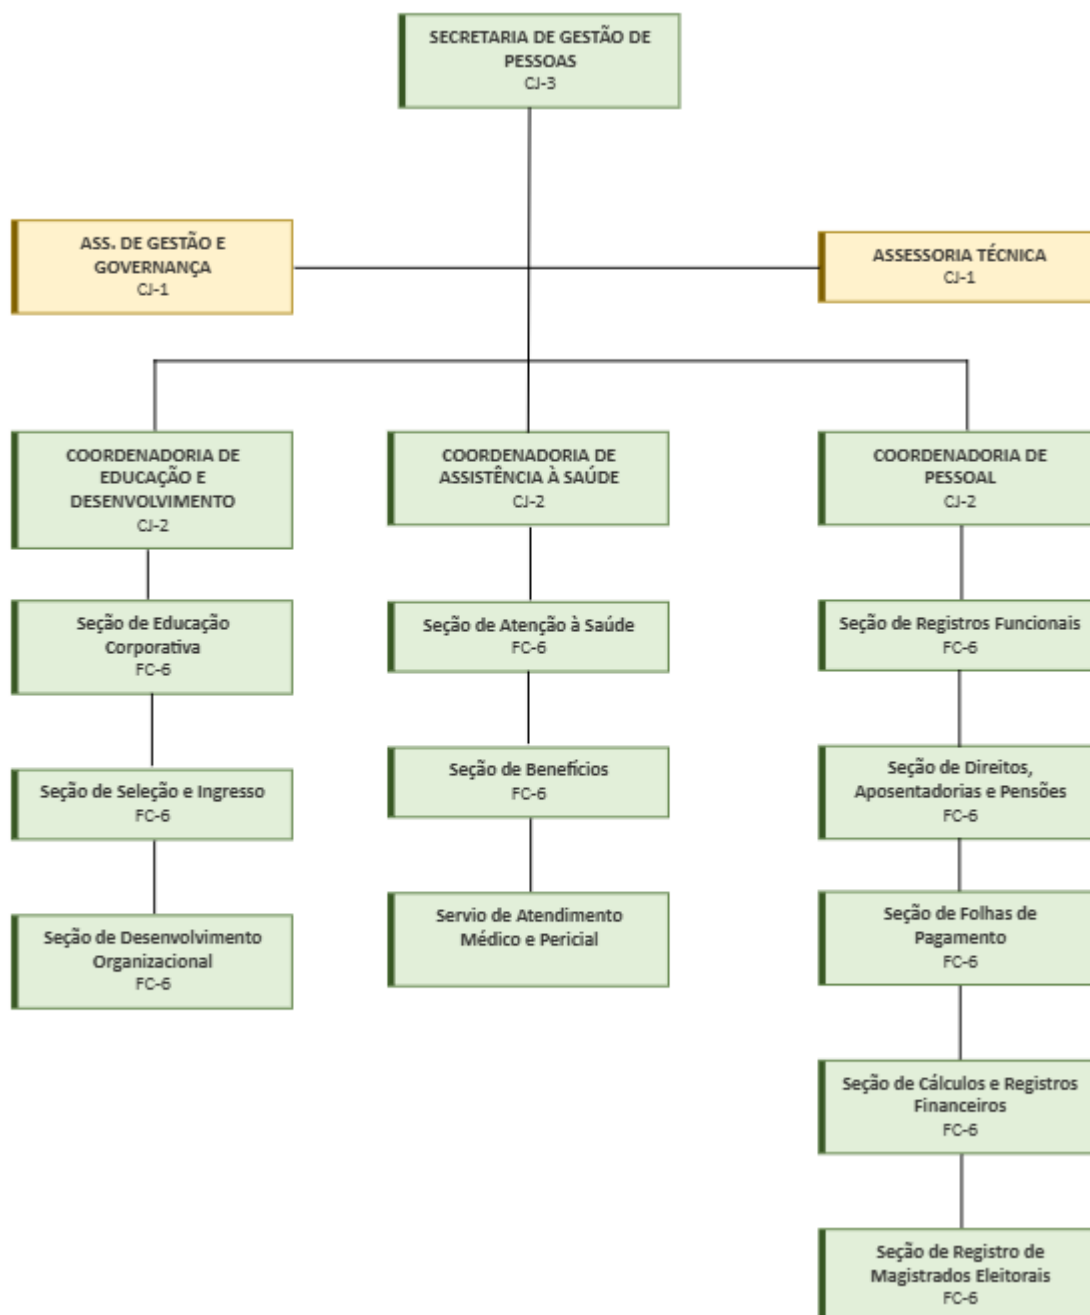 SECRETARIA DE GESTÃO DE
PESSOAS
CJ-3
ASS. DE GESTÃO E
GOVERNANÇA
CJ-1
ASSESSORIA TÉCNICA
CJ-1
COORDENADORIA DE
EDUCAÇÃO E
DESENVOLVIMENTO
CJ-2
COORDENADORIA DE
ASSISTÊNCIA À SAÚDE
CJ-2
COORDENADORIA DE
PESSOAL
CJ-2
Seção de Educação
Corporativa
FC-6
Seção de Atenção à Saúde
FC-6
Seção de Registros Funcionais
FC-6
Seção de Seleção e Ingresso
FC-6
Seção de Benefícios
FC-6
Seção de Direitos,
Aposentadorias e Pensões
FC-6
Seção de Desenvolvimento
Organizacional
FC-6
Servio de Atendimento
Médico e Pericial
Seção de Folhas de
Pagamento
FC-6
Seção de Cálculos e Registros
Financeiros
FC-6
Seção de Registro de
Magistrados Eleitorais
FC-6